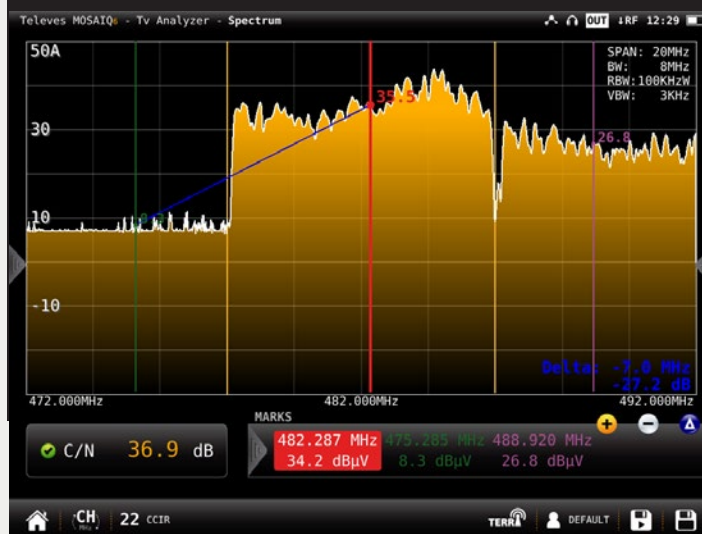 Televes MOSAIQ6 - Tv Analyzer - Spectrum
OUT ↓RF 12:29
50A
SPAN: 20MHz
BW: 8MHz
RBW:100KHzW
VBW: 3KHz
35.5
30
26.8
10
-10
Delta: -7.0 MHz
-27.2 dB
472.000MHz 482.000MHz 492.000MHz
MARKS
C/N 36.9 dB
482.287 MHz 475.285 MHz 488.920 MHz
34.2 dBµV 8.3 dBµV 26.8 dBµV
CH
MHz
22 CCIR
TERR
DEFAULT